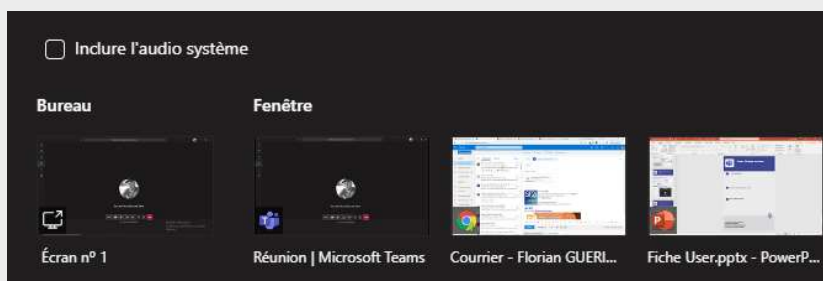 Inclure l'audio système
Bureau
Fenêtre
Écran nº 1
Réunion | Microsoft Teams
Courrier - Florian GUERI...
Fiche User.pptx - PowerP...